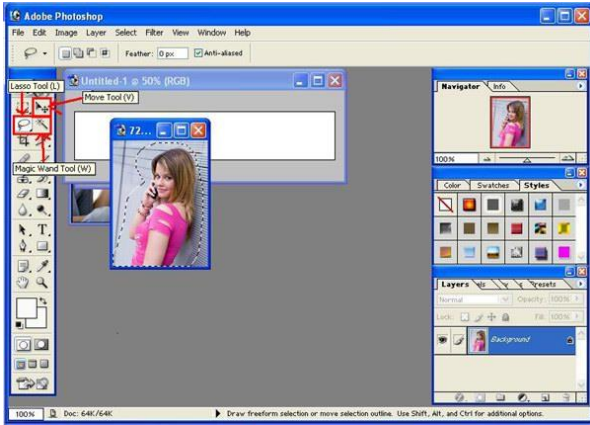 Adobe Photoshop
File Edit Image Layer Select Filter View Window Help
Feather: 0 px Anti-aliased
Untitled-1 @ 50% (RGB)
Lasso Tool (L)
Move Tool (V)
72...
Magic Wand Tool (W)
Navigator Info
100%
Color Swatches Styles
Layers
Normal Opacity: 100%
Lock: Fill: 100%
Background
100% Doc: 64K/64K Draw freeform selection or move selection outline. Use Shift, Alt, and Ctrl for additional options.